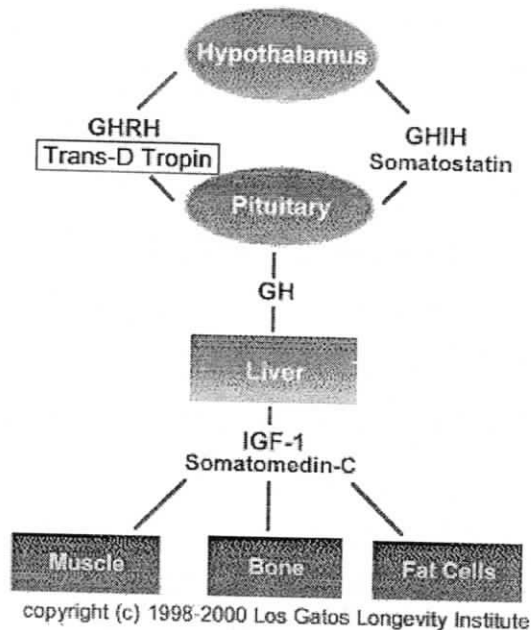 Hypothalamus
GHRH
Trans-D Tropin
GHIH
Somatostatin
Pituitary
GH
Liver
IGF-1
Somatomedin-C
Muscle
Bone
Fat Cells
copyright (c) 1998-2000 Los Gatos Longevity Institute